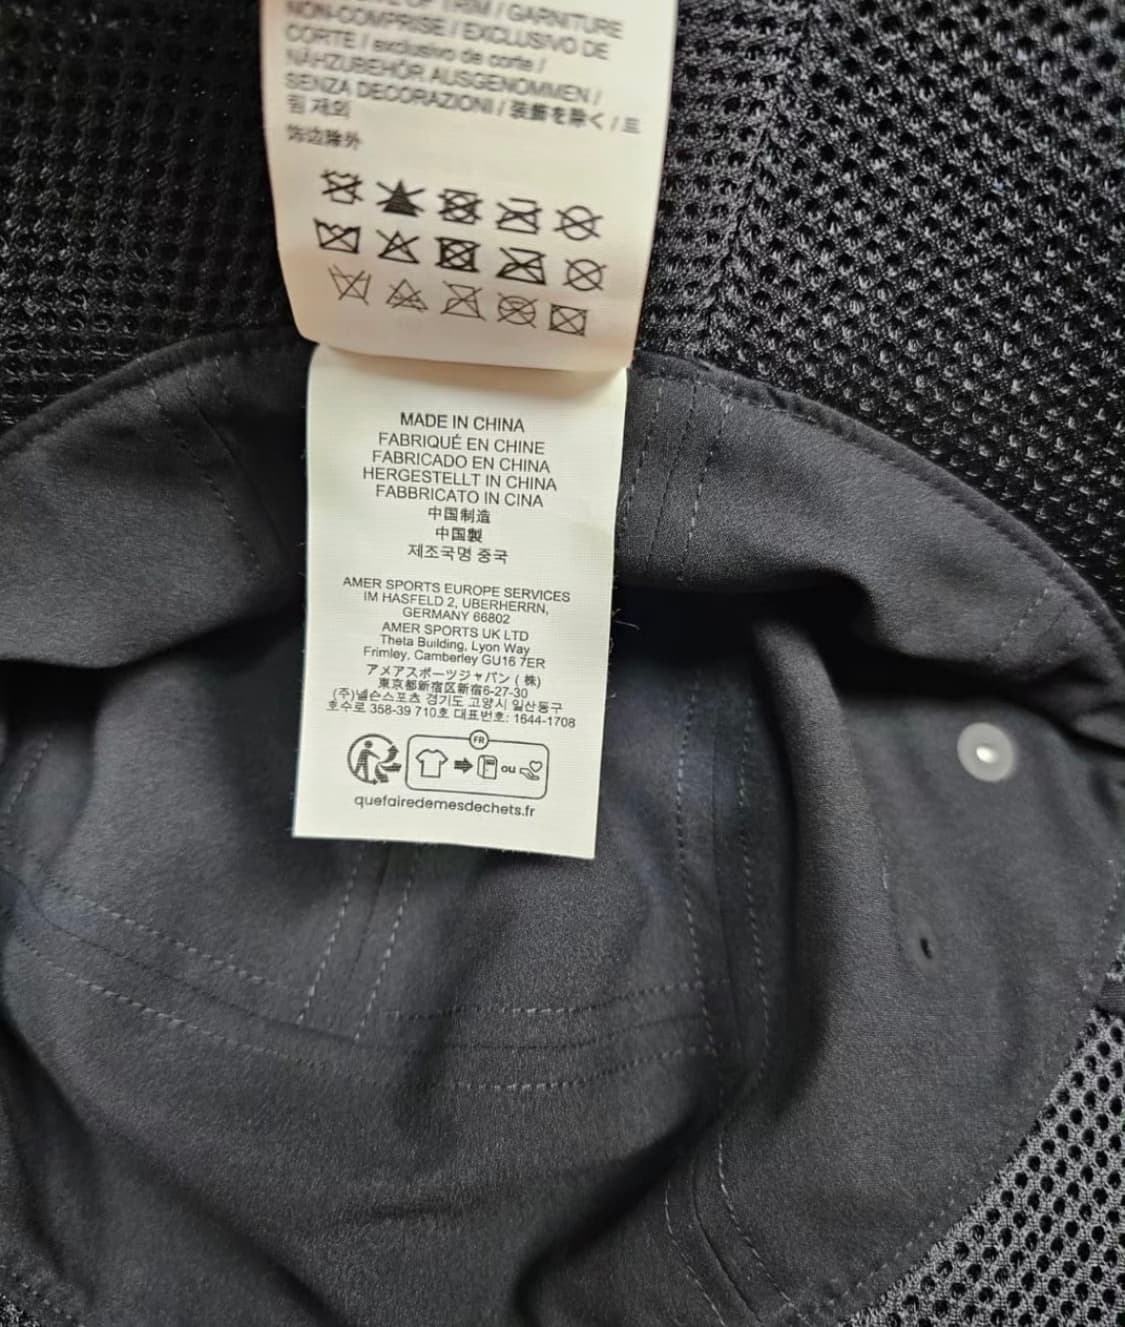 OF TRIM / GARNITURE
NON-COMPRISE / EXCLUSIVO DE
CORTE / exclusivo de corte /
NÄHZUBEHÖR AUSGENOMMEN /
SENZA DECORAZIONI / 装飾を除く / 트
림 제외
饰边除外
MADE IN CHINA
FABRIQUÉ EN CHINE
FABRICADO EN CHINA
HERGESTELLT IN CHINA
FABBRICATO IN CINA
中国制造
中国製
제조국명 중국
AMER SPORTS EUROPE SERVICES
IM HASFELD 2, UBERHERRN,
GERMANY 66802
AMER SPORTS UK LTD
Theta Building, Lyon Way
Frimley, Camberley GU16 7ER
アメアスポーツジャパン (株)
東京都新宿区新宿6-27-30
(주)넬슨스포츠 경기도 고양시 일산동구
호수로 358-39 710호 대표번호: 1644-1708
FR
ou
quefairedemesdechets.fr